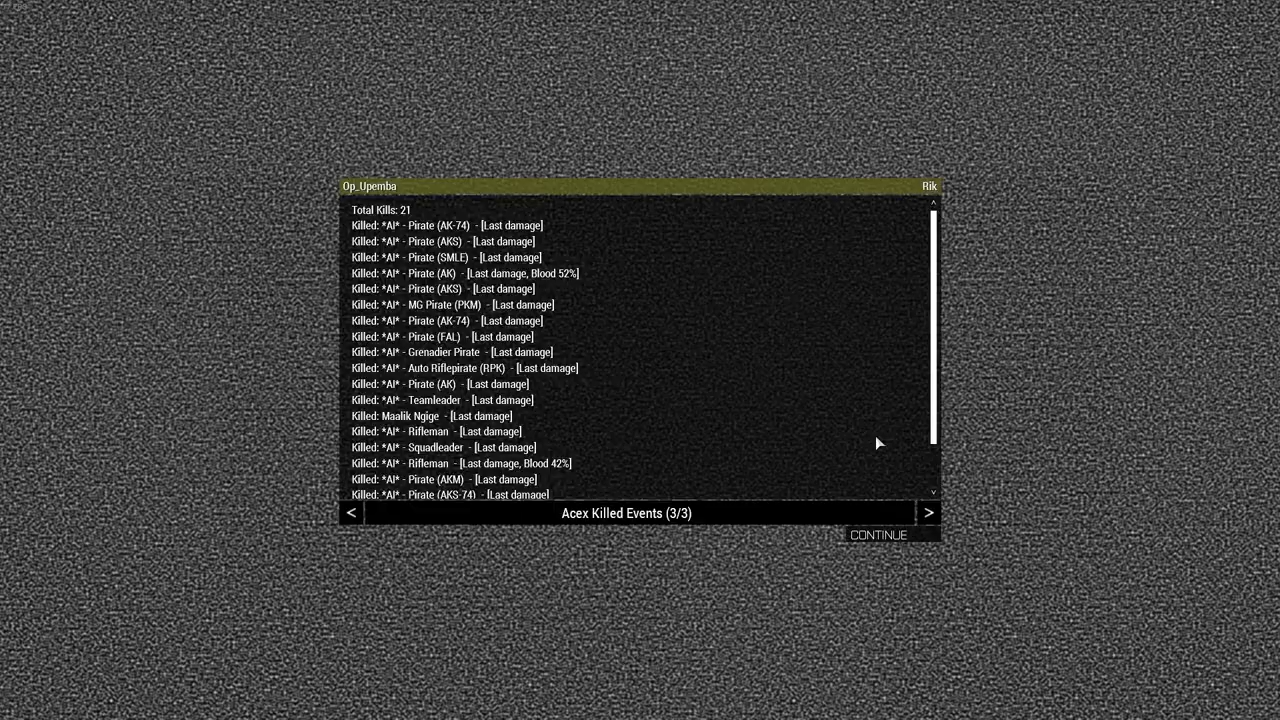 Op_Upemba Rik
Total Kills: 21
Killed: *AI* - Pirate (AK-74)  - [Last damage]
Killed: *AI* - Pirate (AKS)  - [Last damage]
Killed: *AI* - Pirate (SMLE)  - [Last damage]
Killed: *AI* - Pirate (AK)  - [Last damage, Blood 52%]
Killed: *AI* - Pirate (AKS)  - [Last damage]
Killed: *AI* - MG Pirate (PKM)  - [Last damage]
Killed: *AI* - Pirate (AK-74)  - [Last damage]
Killed: *AI* - Pirate (FAL)  - [Last damage]
Killed: *AI* - Grenadier Pirate  - [Last damage]
Killed: *AI* - Auto Riflepirate (RPK)  - [Last damage]
Killed: *AI* - Pirate (AK)  - [Last damage]
Killed: *AI* - Teamleader  - [Last damage]
Killed: Maalik Ngige  - [Last damage]
Killed: *AI* - Rifleman  - [Last damage]
Killed: *AI* - Squadleader  - [Last damage]
Killed: *AI* - Rifleman  - [Last damage, Blood 42%]
Killed: *AI* - Pirate (AKM)  - [Last damage]
Killed: *AI* - Pirate (AKS-74)  - [Last damage]
< Acex Killed Events (3/3) >
CONTINUE